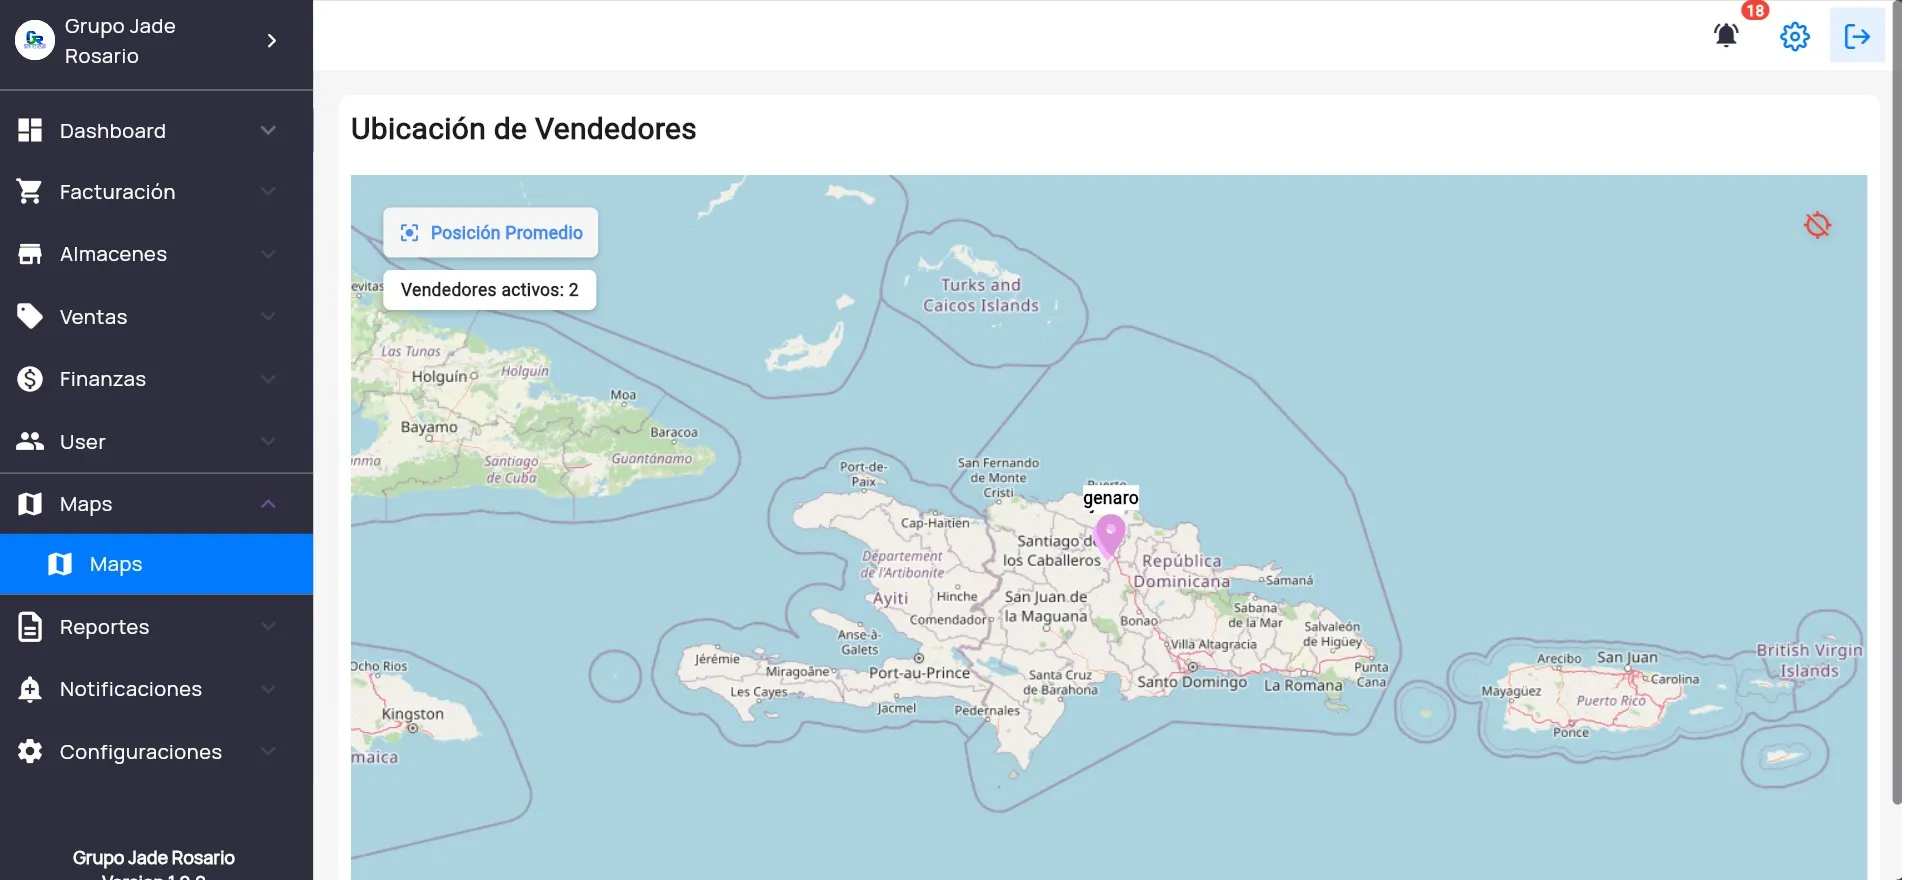 Grupo Jade
Rosario
18
Dashboard
Facturación
Almacenes
Ventas
Finanzas
User
Maps
Maps
Reportes
Notificaciones
Configuraciones
Grupo Jade Rosario
Ubicación de Vendedores
Posición Promedio
Vendedores activos: 2
Turks and
Caicos Islands
Las Tunas
Holguín
Holguín
Moa
Bayamo
Baracoa
Santiago
de Cuba
Guantánamo
Port-de-
Paix
San Fernando
de Monte
Cristi
genaro
Cap-Haïtien
Santiago de
los Caballeros
Département
de l'Artibonite
República
Dominicana
Samaná
Ayiti
Hinche
San Juan de
la Maguana
Comendador
Bonao
Sabana
de la Mar
Salvaleón
de Higüey
Anse-à-
Galets
Villa Altagracia
Jérémie
Miragoâne
Port-au-Prince
Santa Cruz
de Barahona
Santo Domingo
La Romana
Punta
Cana
Les Cayes
Jacmel
Pedernales
Ocho Rios
Kingston
maica
Arecibo
San Juan
Carolina
Mayagüez
Puerto Rico
Ponce
British Virgin
Islands